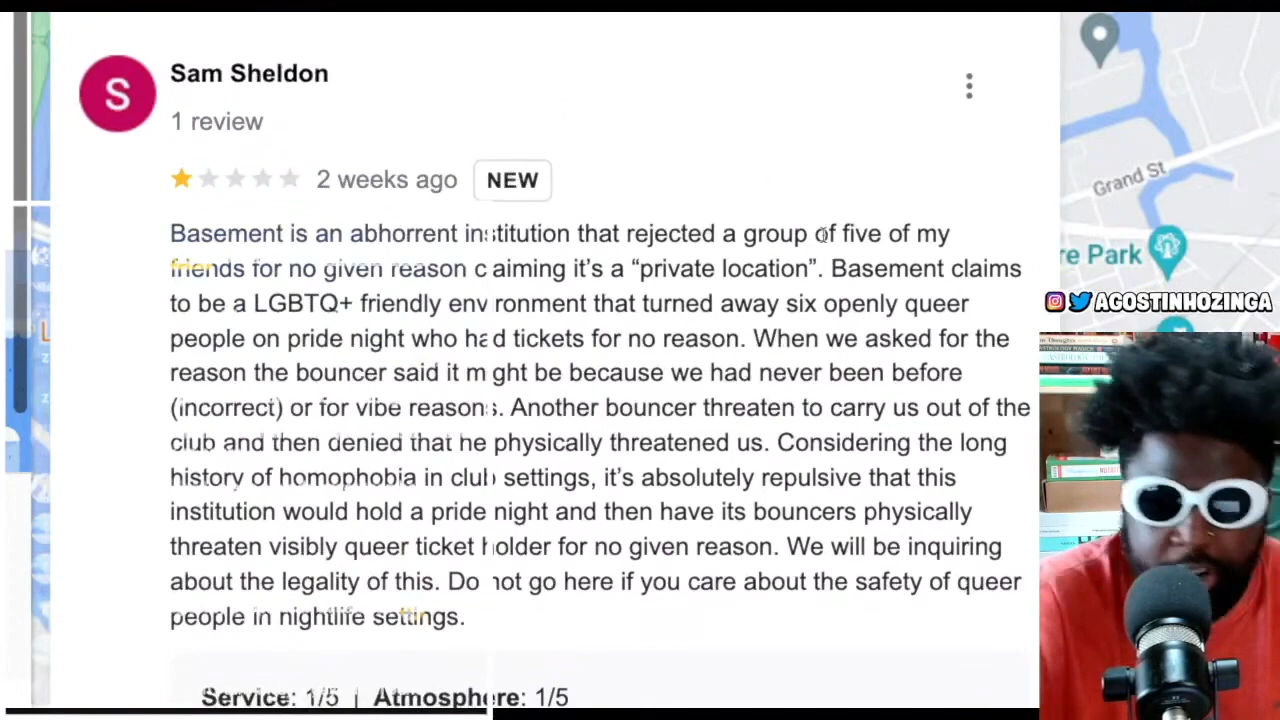 Sam Sheldon
S
1 review
2 weeks ago NEW
Basement is an abhorrent institution that rejected a group of five of my
friends for no given reason c aiming it’s a “private location”. Basement claims
to be a LGBTQ+ friendly env ronment that turned away six openly queer
people on pride night who had tickets for no reason. When we asked for the
reason the bouncer said it m ght be because we had never been before
(incorrect) or for vibe reasons. Another bouncer threaten to carry us out of the
club and then denied that he physically threatened us. Considering the long
history of homophobia in club settings, it’s absolutely repulsive that this
institution would hold a pride night and then have its bouncers physically
threaten visibly queer ticket holder for no given reason. We will be inquiring
about the legality of this. Do not go here if you care about the safety of queer
people in nightlife settings.
Service: 1/5 | Atmosphere: 1/5
Grand St
re Park
AGOSTINHOZINGA